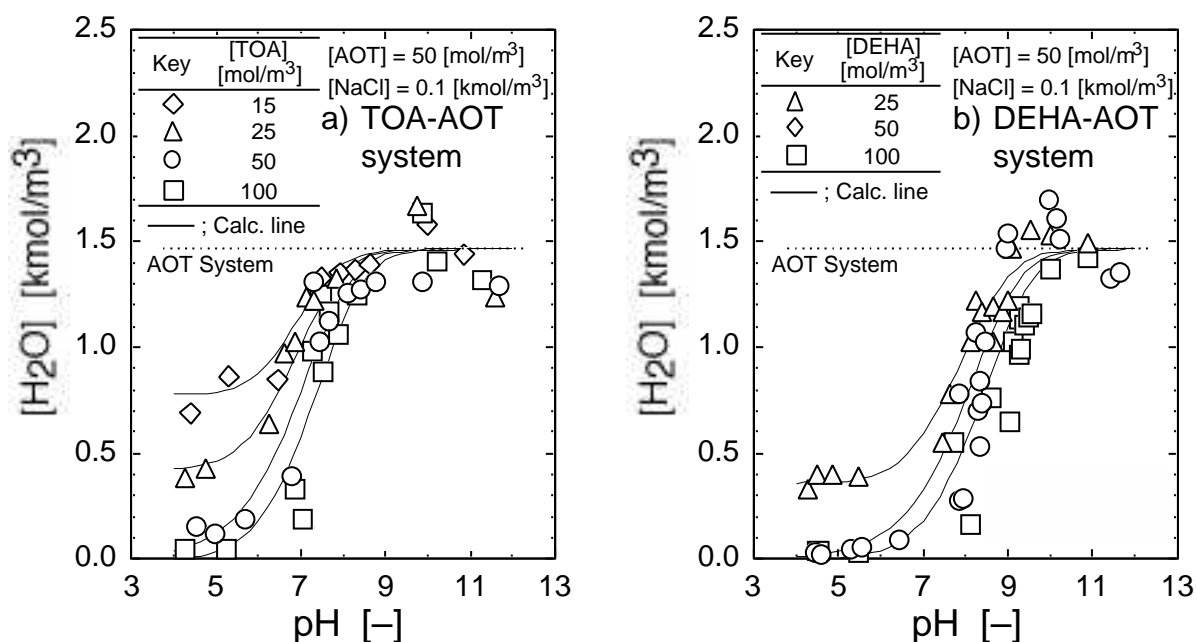 2.5
2.0
1.5
1.0
0.5
0.0
[H2O] [kmol/m3]
Key [TOA] [mol/m3]
15
25
50
100
; Calc. line
[AOT] = 50 [mol/m3]
[NaCl] = 0.1 [kmol/m3].
a) TOA-AOT
system
AOT System
3 5 7 9 11 13
pH [–]
2.5
2.0
1.5
1.0
0.5
0.0
[H2O] [kmol/m3]
Key [DEHA] [mol/m3]
25
50
100
; Calc. line
[AOT] = 50 [mol/m3]
[NaCl] = 0.1 [kmol/m3].
b) DEHA-AOT
system
AOT System
3 5 7 9 11 13
pH [–]